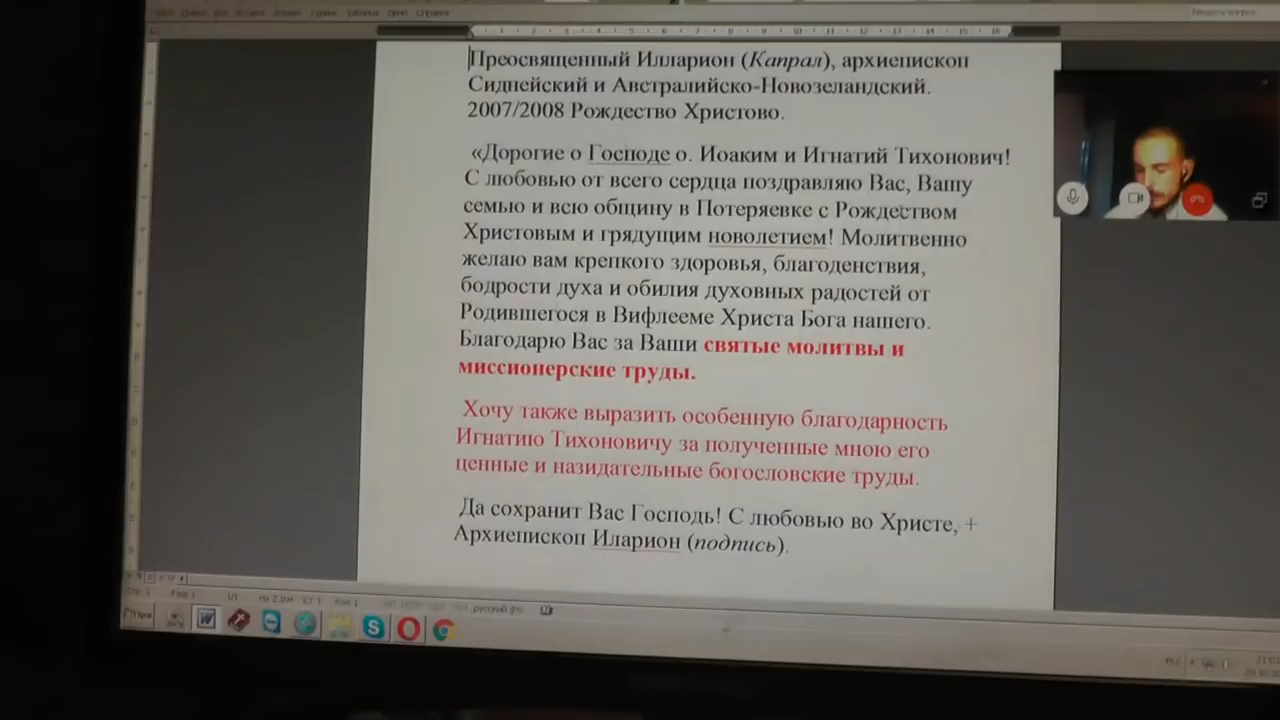 Преосвященный Илларион (Капрал), архиепископ
Сиднейский и Австралийско-Новозеландский.
2007/2008 Рождество Христово.
«Дорогие о Господе о. Иоаким и Игнатий Тихонович!
С любовью от всего сердца поздравляю Вас, Вашу
семью и всю общину в Потеряевке с Рождеством
Христовым и грядущим новолетием! Молитвенно
желаю вам крепкого здоровья, благоденствия,
бодрости духа и обилия духовных радостей от
Родившегося в Вифлееме Христа Бога нашего.
Благодарю Вас за Ваши святые молитвы и
миссионерские труды.
Хочу также выразить особенную благодарность
Игнатию Тихоновичу за полученные мною его
ценные и назидательные богословские труды.
Да сохранит Вас Господь! С любовью во Христе, +
Архиепископ Иларион (подпись).